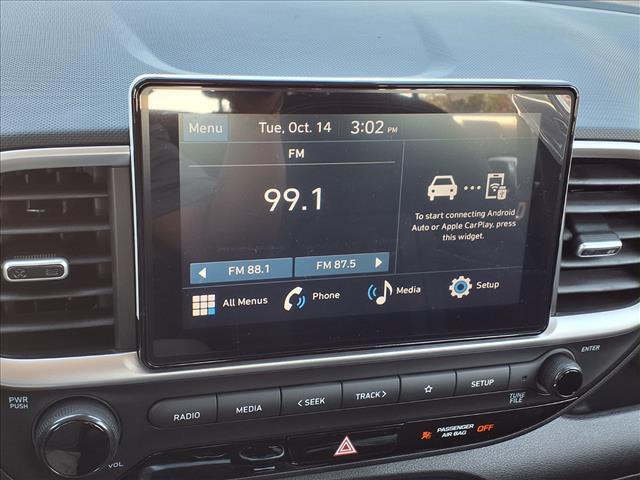 Menu Tue, Oct. 14 3:02 PM
FM
99.1
To start connecting Android
Auto or Apple CarPlay, press
this widget.
FM 88.1 FM 87.5
All Menus Phone Media Setup
PWR
PUSH
VOL
RADIO MEDIA < SEEK TRACK > SETUP
ENTER
TUNE
FILE
PASSENGER
AIR BAG OFF